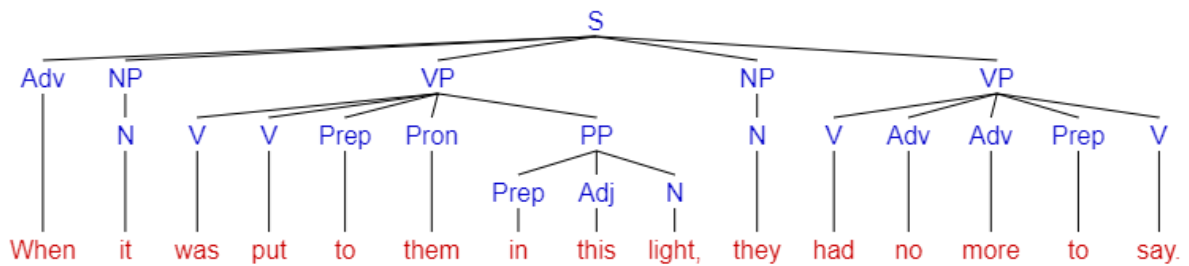 S
Adv NP VP NP VP
N V V Prep Pron PP N V Adv Adv Prep V
Prep Adj N
When it was put to them in this light, they had no more to say.